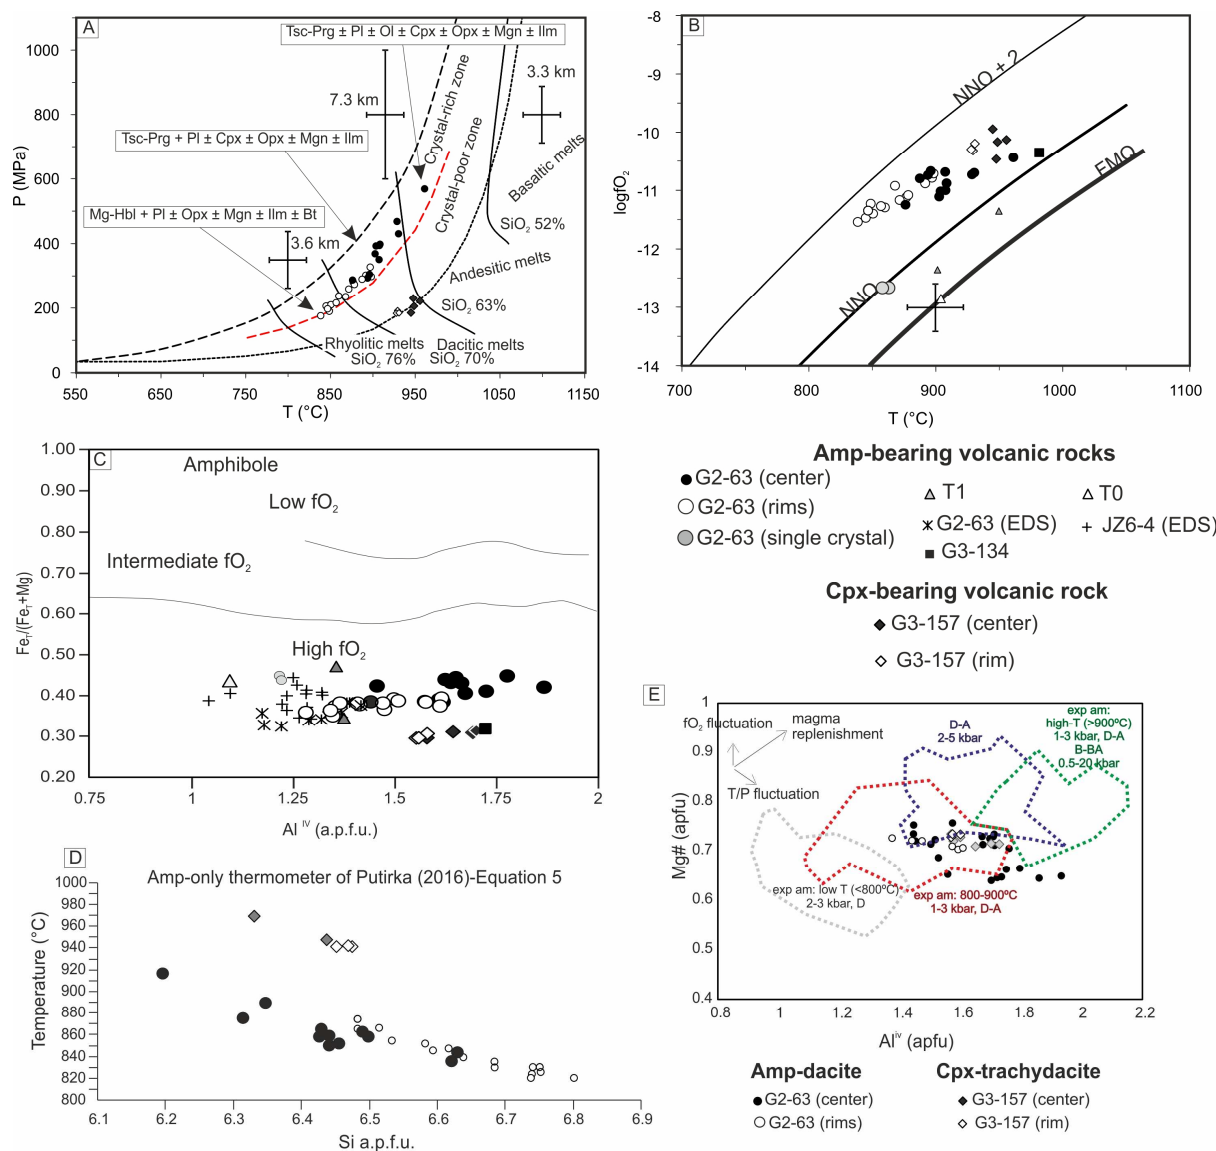 A
Tsc-Prg ± Pl ± Ol ± Cpx ± Opx ± Mgn ± Ilm
7.3 km
3.3 km
Tsc-Prg + Pl ± Cpx ± Opx ± Mgn ± Ilm
Mg-Hbl + Pl ± Opx ± Mgn ± Ilm ± Bt
3.6 km
Crystal-rich zone
Crystal-poor zone
Basaltic melts
SiO2 52%
Andesitic melts
SiO2 63%
Rhyolitic melts
SiO2 76%
Dacitic melts
SiO2 70%
P (MPa)
1000
800
600
400
200
0
550
650
750
850
950
1050
1150
T (°C)
B
NNO + 2
NNO
FMQ
logfO2
-8
-9
-10
-11
-12
-13
-14
700
800
900
1000
1100
T (°C)
C
Amphibole
Low fO2
Intermediate fO2
High fO2
FeT/(FeT+Mg)
1.00
0.90
0.80
0.70
0.60
0.50
0.40
0.30
0.20
0.75
1
1.25
1.5
1.75
2
Al iv (a.p.f.u.)
Amp-bearing volcanic rocks
G2-63 (center)
G2-63 (rims)
G2-63 (single crystal)
T1
T0
G2-63 (EDS)
JZ6-4 (EDS)
G3-134
Cpx-bearing volcanic rock
G3-157 (center)
G3-157 (rim)
D
Amp-only thermometer of Putirka (2016)-Equation 5
Temperature (°C)
1000
980
960
940
920
900
880
860
840
820
800
6.1
6.2
6.3
6.4
6.5
6.6
6.7
6.8
6.9
Si a.p.f.u.
E
fO2 fluctuation
magma
replenishment
T/P fluctuation
D-A
2-5 kbar
exp am:
high-T (>900ºC)
1-3 kbar, D-A
B-BA
0.5-20 kbar
exp am: low T (<800ºC)
2-3 kbar, D
exp am: 800-900ºC
1-3 kbar, D-A
Mg# (apfu)
1
0.9
0.8
0.7
0.6
0.5
0.4
0.8
1
1.2
1.4
1.6
1.8
2
2.2
Aliv (apfu)
Amp-dacite
G2-63 (center)
G2-63 (rims)
Cpx-trachydacite
G3-157 (center)
G3-157 (rim)